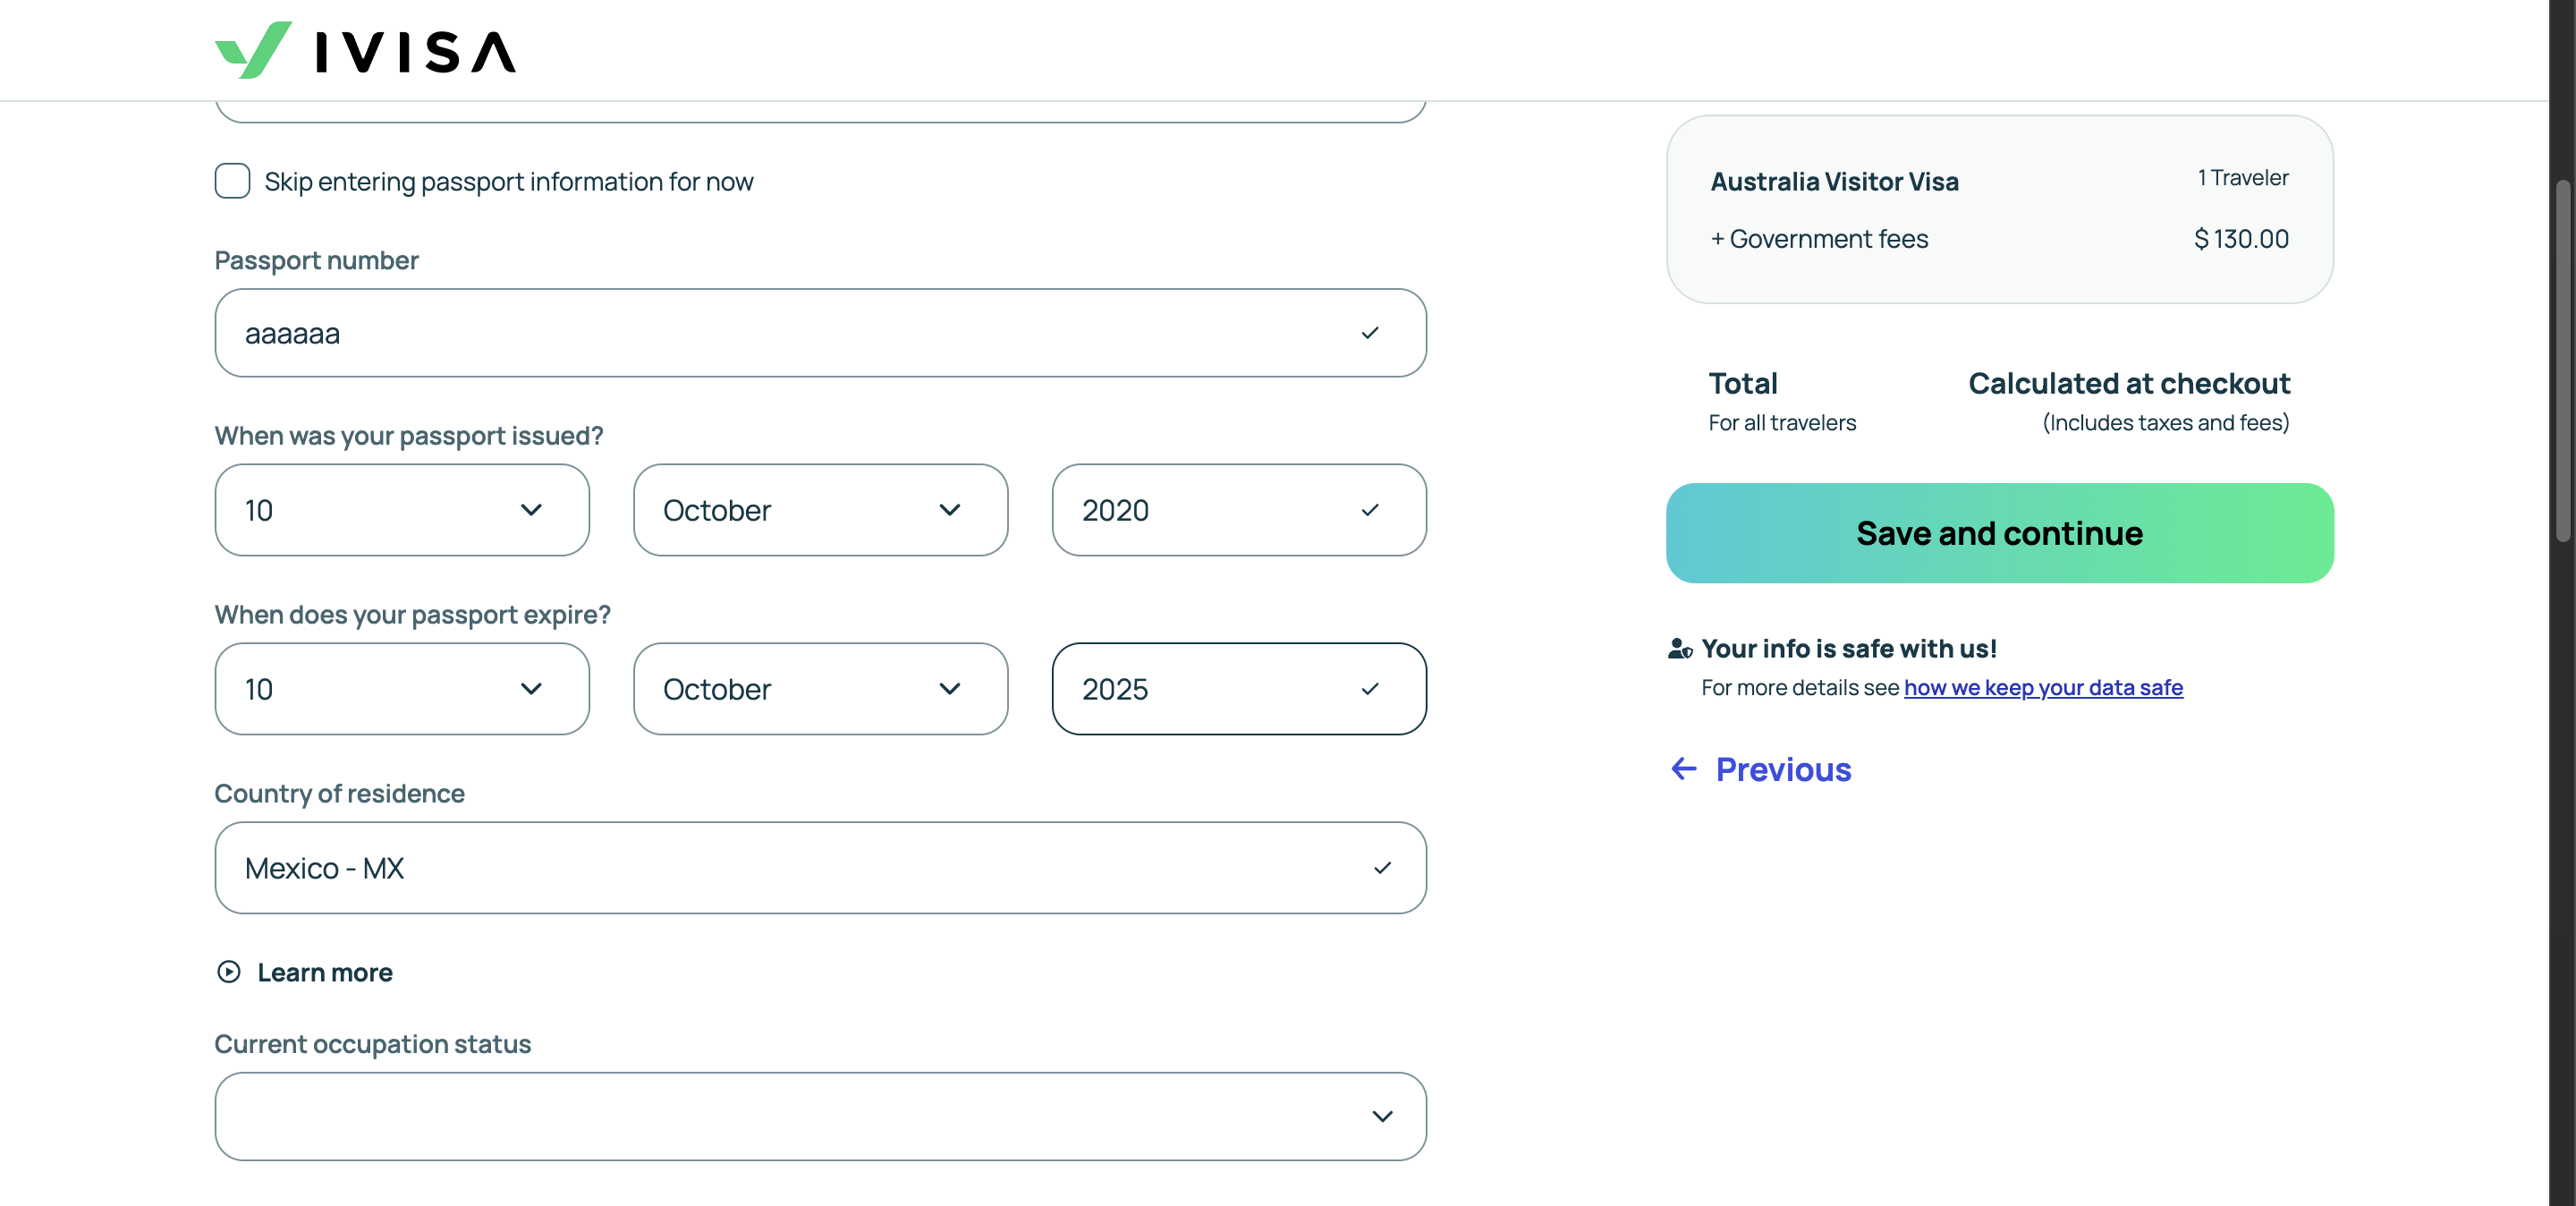 IVISA
Skip entering passport information for now
Passport number
aaaaaa
When was your passport issued?
10
October
2020
When does your passport expire?
10
October
2025
Country of residence
Mexico - MX
Learn more
Current occupation status
Australia Visitor Visa
1 Traveler
+ Government fees
$ 130.00
Total
Calculated at checkout
For all travelers
(Includes taxes and fees)
Save and continue
Your info is safe with us!
For more details see how we keep your data safe
Previous